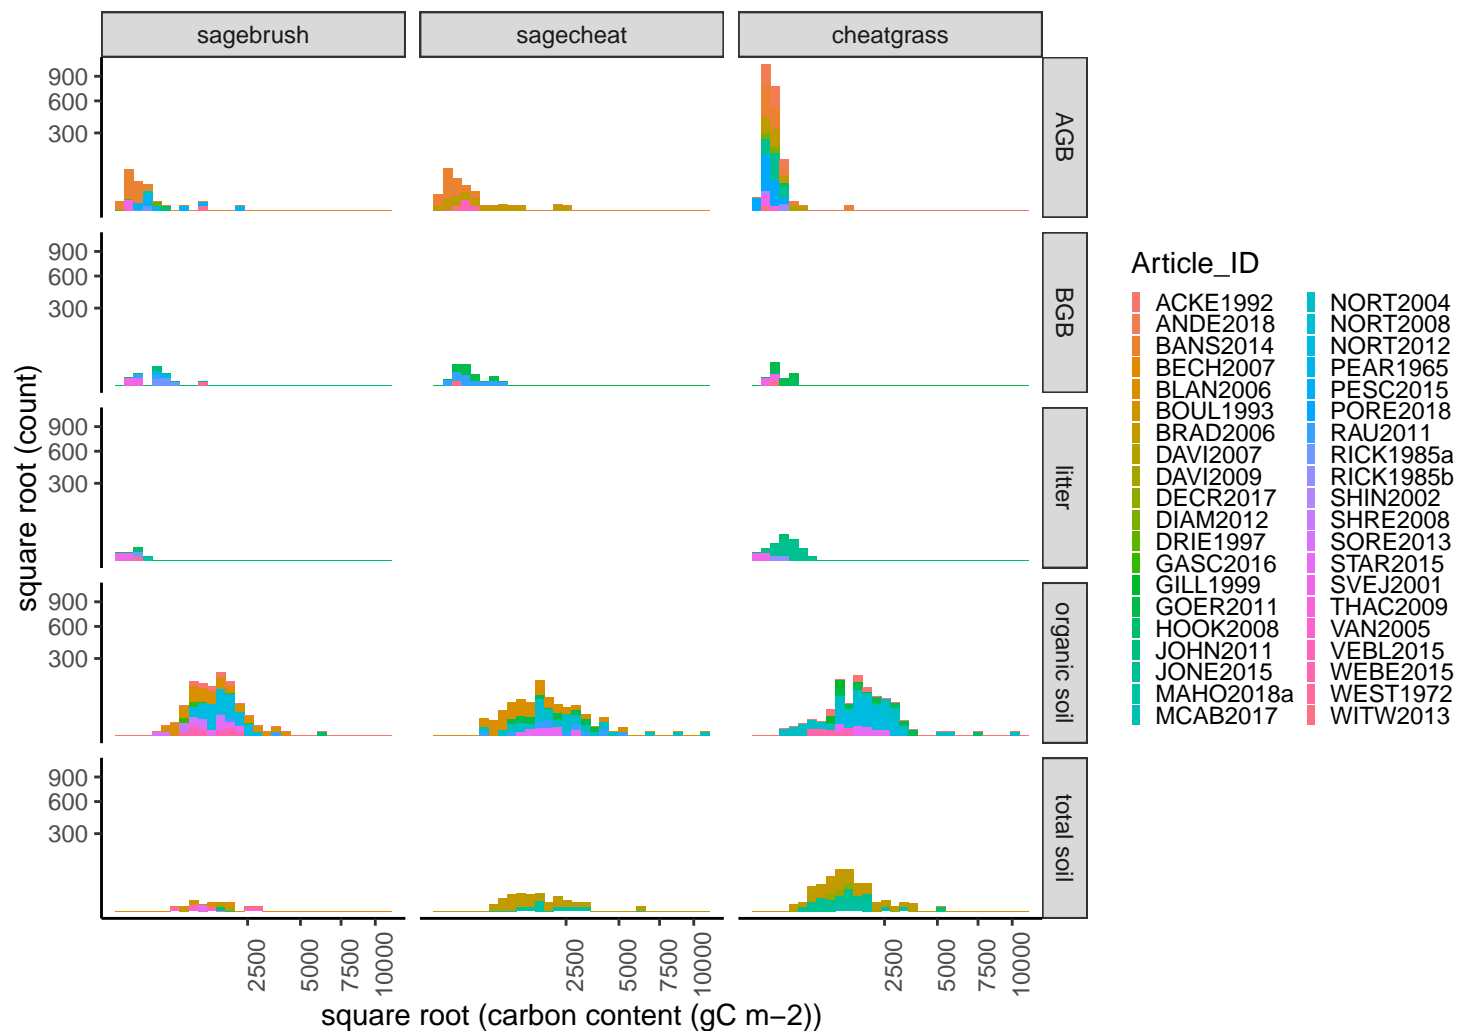 sagebrush
sagecheat
cheatgrass
900
600
300
AGB
900
600
300
BGB
900
600
300
litter
900
600
300
organic soil
900
600
300
total soil
square root (count)
2500
5000
7500
10000
2500
5000
7500
10000
2500
5000
7500
10000
square root (carbon content (gC m−2))
Article_ID
ACKE1992
ANDE2018
BANS2014
BECH2007
BLAN2006
BOUL1993
BRAD2006
DAVI2007
DAVI2009
DECR2017
DIAM2012
DRIE1997
GASC2016
GILL1999
GOER2011
HOOK2008
JOHN2011
JONE2015
MAHO2018a
MCAB2017
NORT2004
NORT2008
NORT2012
PEAR1965
PESC2015
PORE2018
RAU2011
RICK1985a
RICK1985b
SHIN2002
SHRE2008
SORE2013
STAR2015
SVEJ2001
THAC2009
VAN2005
VEBL2015
WEBE2015
WEST1972
WITW2013